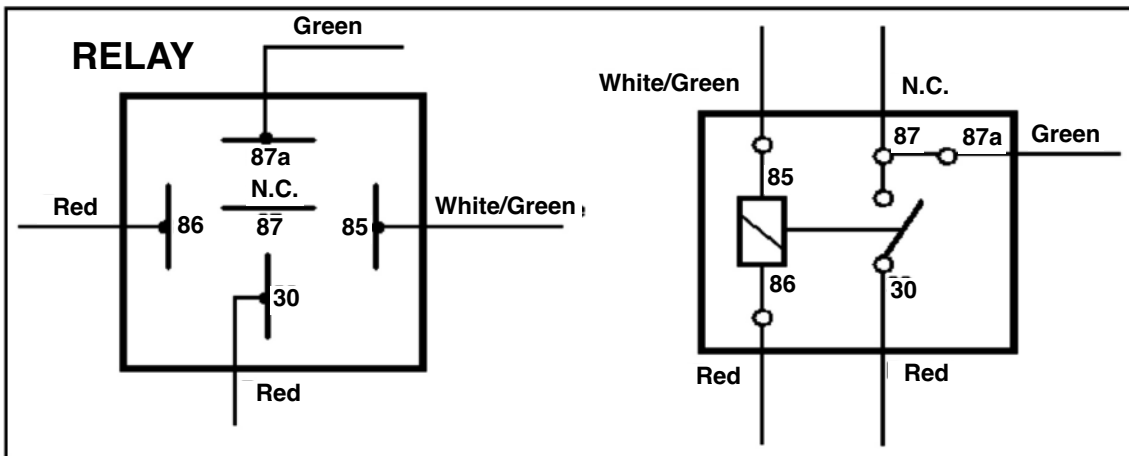 RELAY
Green
87a
N.C.
87
Red
86
85
White/Green
30
Red
White/Green
N.C.
87
87a
Green
85
86
30
Red
Red